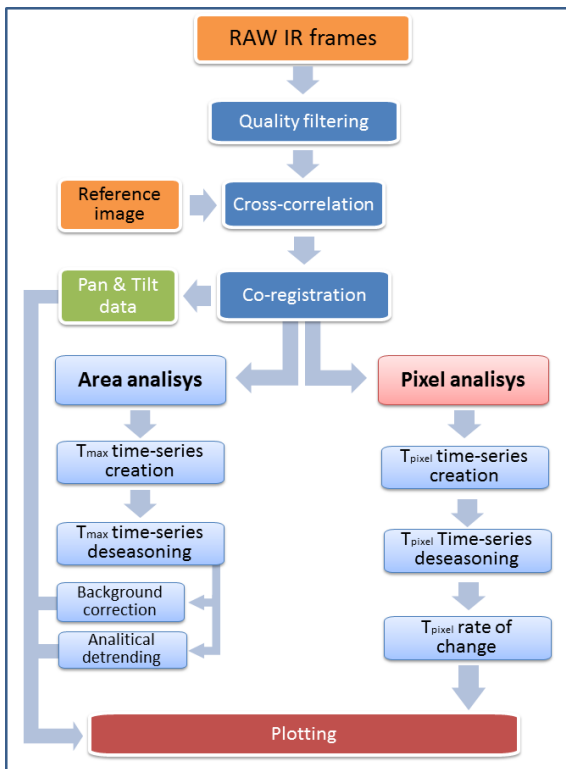 RAW IR frames
Quality filtering
Reference
image
Cross-correlation
Pan & Tilt
data
Co-registration
Area analisys
Pixel analisys
Tmax time-series
creation
Tpixel time-series
creation
Tmax time-series
deseasoning
Tpixel Time-series
deseasoning
Background
correction
Analitical
detrending
Tpixel rate of
change
Plotting